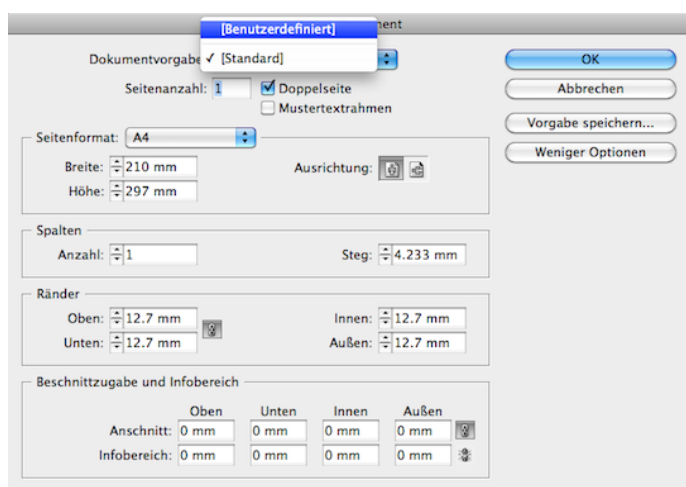 [Benutzerdefiniert]
ment
Dokumentvorgabe ✓ [Standard]
OK
Seitenanzahl: 1
Doppelseite
Abbrechen
Mustertextrahmen
Vorgabe speichern...
Seitenformat: A4
Weniger Optionen
Breite: 210 mm
Ausrichtung:
Höhe: 297 mm
Spalten
Anzahl: 1
Steg: 4.233 mm
Ränder
Oben: 12.7 mm
Innen: 12.7 mm
Unten: 12.7 mm
Außen: 12.7 mm
Beschnittzugabe und Infobereich
Oben Unten Innen Außen
Anschnitt: 0 mm 0 mm 0 mm 0 mm
Infobereich: 0 mm 0 mm 0 mm 0 mm